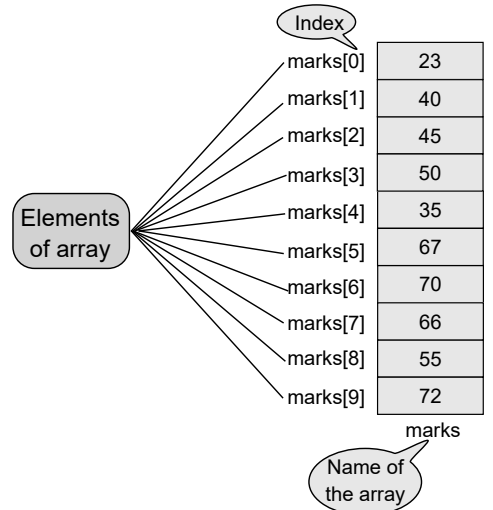 Index
marks[0] 23
marks[1] 40
marks[2] 45
marks[3] 50
marks[4] 35
marks[5] 67
marks[6] 70
marks[7] 66
marks[8] 55
marks[9] 72
Elements
of array
marks
Name of
the array